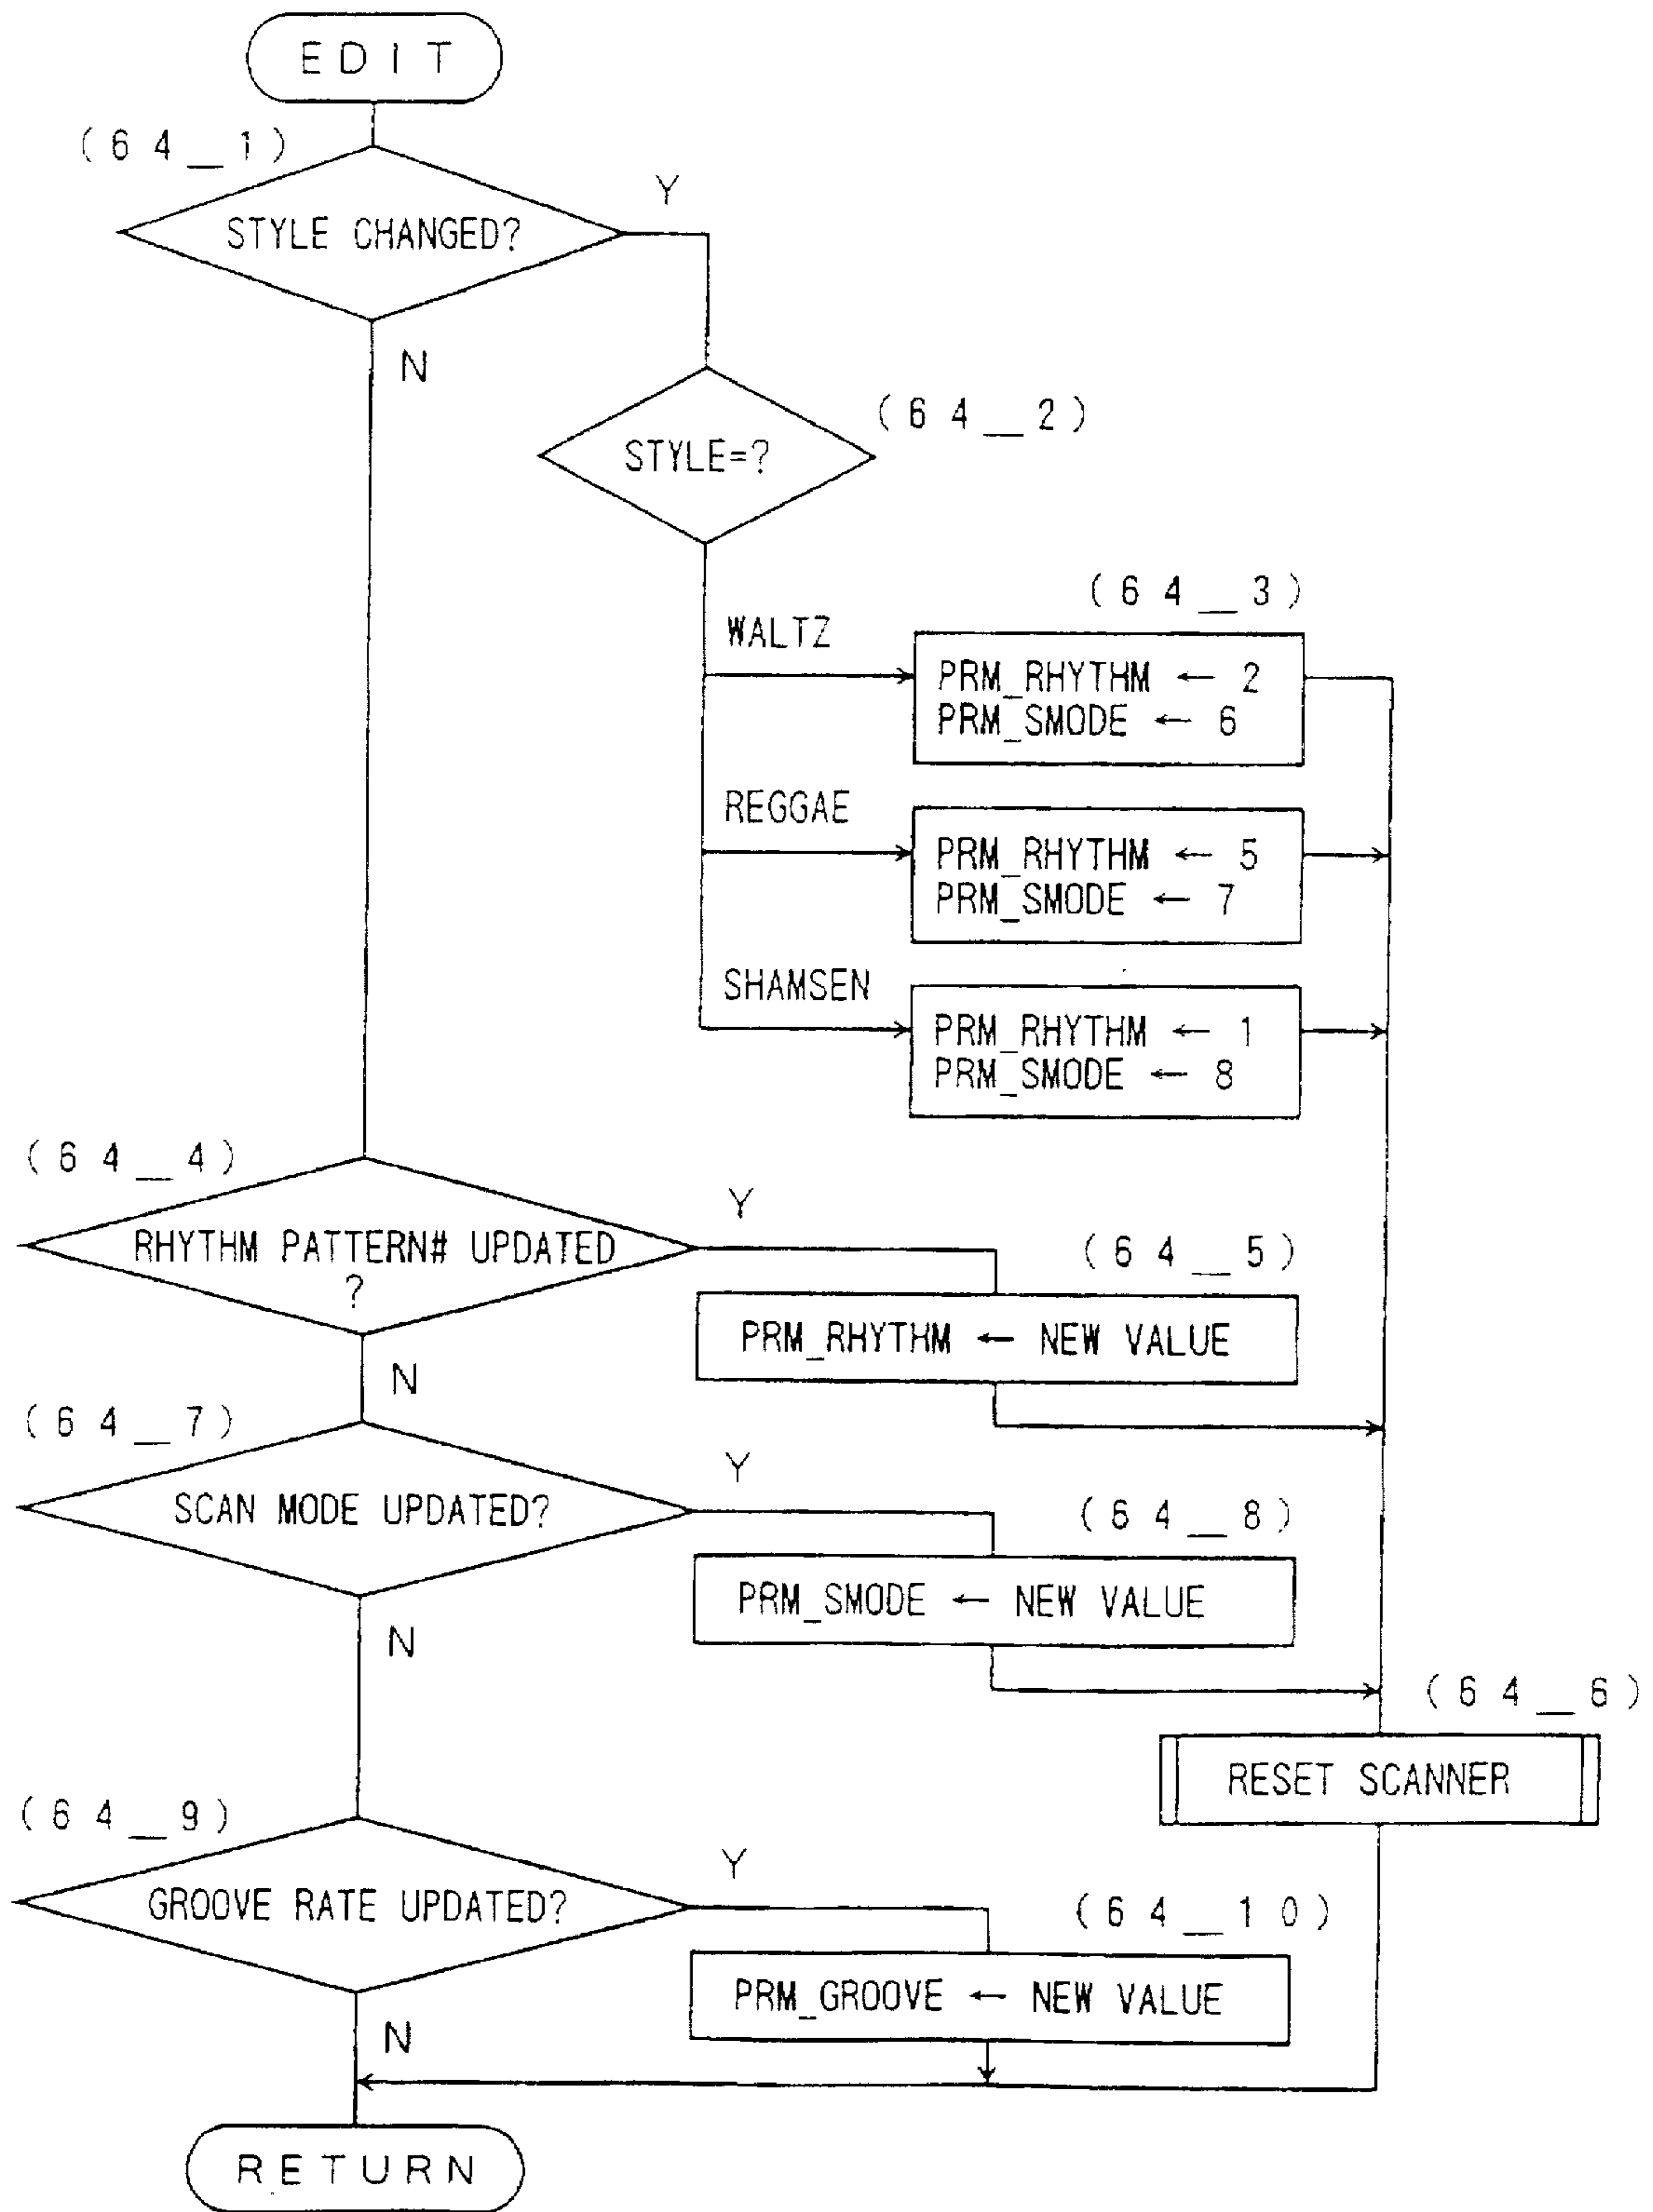 EDIT
(64_1)
Y
STYLE CHANGED?
N
(64_2)
STYLE=?
(64_3)
WALTZ
PRM_RHYTHM ← 2
PRM_SMODE ← 6
REGGAE
PRM_RHYTHM ← 5
PRM_SMODE ← 7
SHAMSEN
PRM_RHYTHM ← 1
PRM_SMODE ← 8
(64_4)
Y
RHYTHM PATTERN# UPDATED
?
(64_5)
PRM_RHYTHM ← NEW VALUE
N
(64_7)
Y
SCAN MODE UPDATED?
(64_8)
PRM_SMODE ← NEW VALUE
N
(64_6)
RESET SCANNER
(64_9)
Y
GROOVE RATE UPDATED?
(64_10)
PRM_GROOVE ← NEW VALUE
N
RETURN